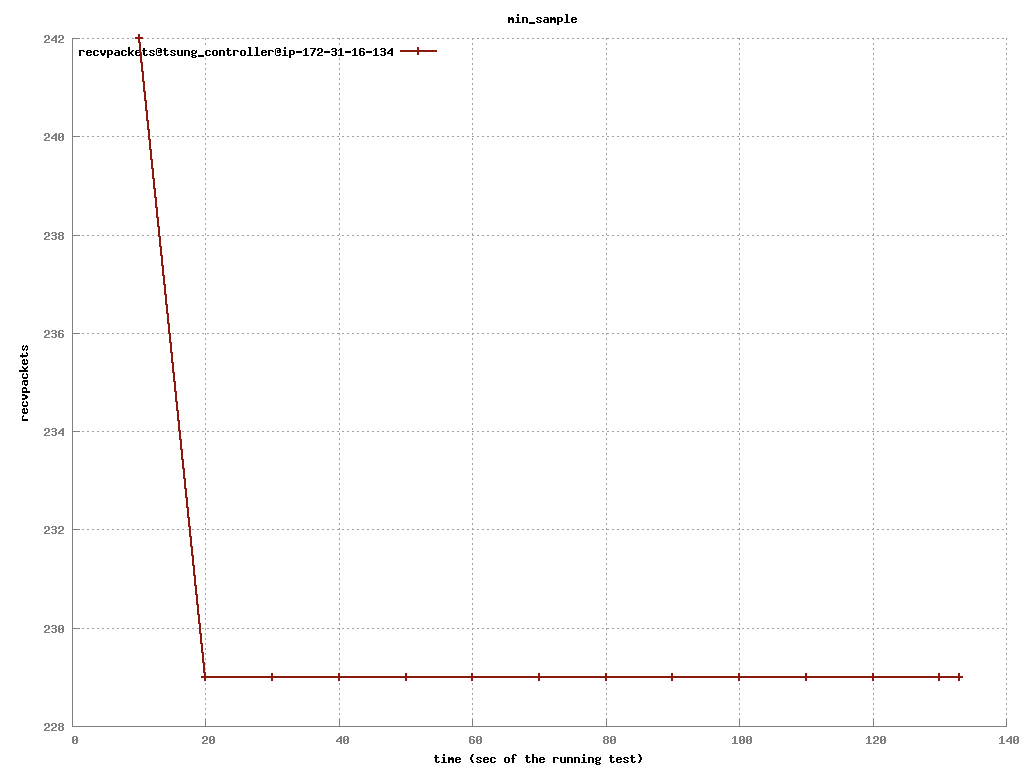 min_sample
recvpackets@tsung_controller@ip-172-31-16-134
242
240
238
236
234
232
230
228
recvpackets
0 20 40 60 80 100 120 140
time (sec of the running test)